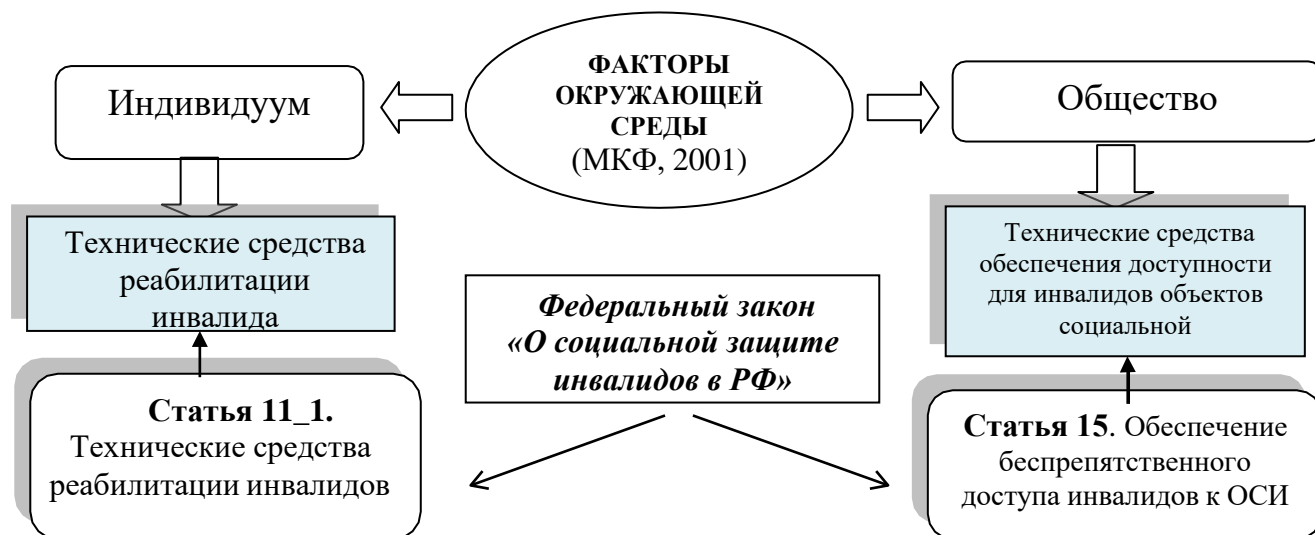 ФАКТОРЫ
ОКРУЖАЮЩЕЙ
СРЕДЫ
(МКФ, 2001)
Индивидуум
Общество
Технические средства
реабилитации
инвалида
Технические средства
обеспечения доступности
для инвалидов объектов
социальной
Федеральный закон
«О социальной защите
инвалидов в РФ»
Статья 11_1.
Технические средства
реабилитации инвалидов
Статья 15. Обеспечение
беспрепятственного
доступа инвалидов к ОСИ